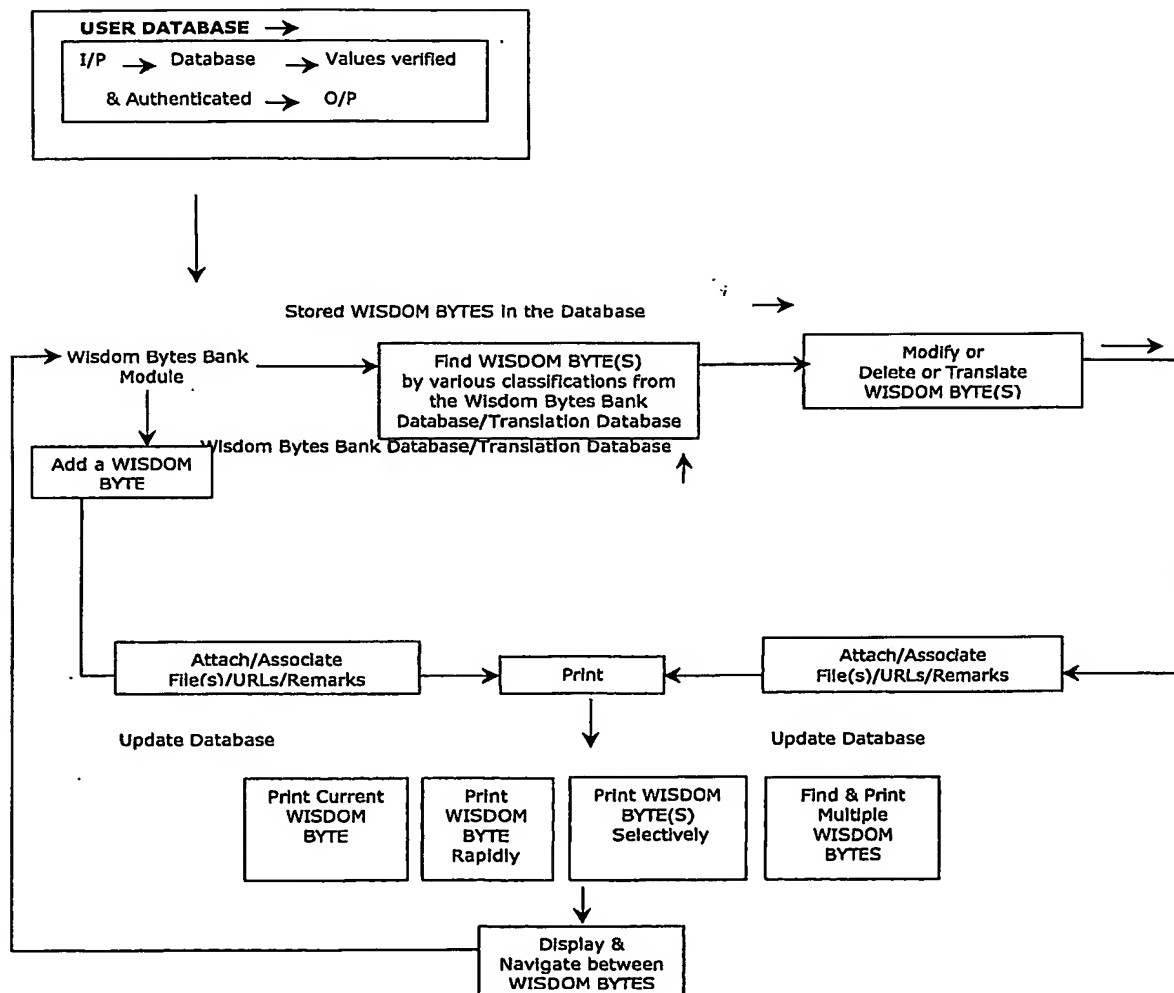 USER DATABASE
I/P Database Values verified
& Authenticated O/P
Stored WISDOM BYTES in the Database
Wisdom Bytes Bank
Module
Find WISDOM BYTE(S)
by various classifications from
the Wisdom Bytes Bank
Database/Translation Database
Modify or
Delete or Translate
WISDOM BYTE(S)
Wisdom Bytes Bank Database/Translation Database
Add a WISDOM
BYTE
Attach/Associate
File(s)/URLs/Remarks
Print
Attach/Associate
File(s)/URLs/Remarks
Update Database
Update Database
Print Current
WISDOM
BYTE
Print
WISDOM
BYTE
Rapidly
Print WISDOM
BYTE(S)
Selectively
Find & Print
Multiple
WISDOM
BYTES
Display &
Navigate between
WISDOM BYTES